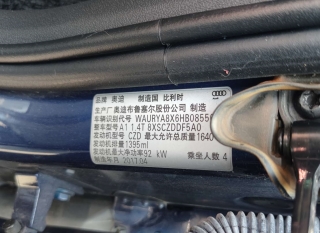 品牌 奥迪 制造国 比利时
生产厂 奥迪布鲁塞尔股份公司 制造
车辆识别代号 WAURYA8X6HB0855
整车型号 A1 1.4T 8XSCZDDF5A0
发动机型号 CZD 最大允许总质量 1640
发动机排量 1395ml
发动机最大净功率 92 kW 乘坐人数 4
制造年月 2017.04